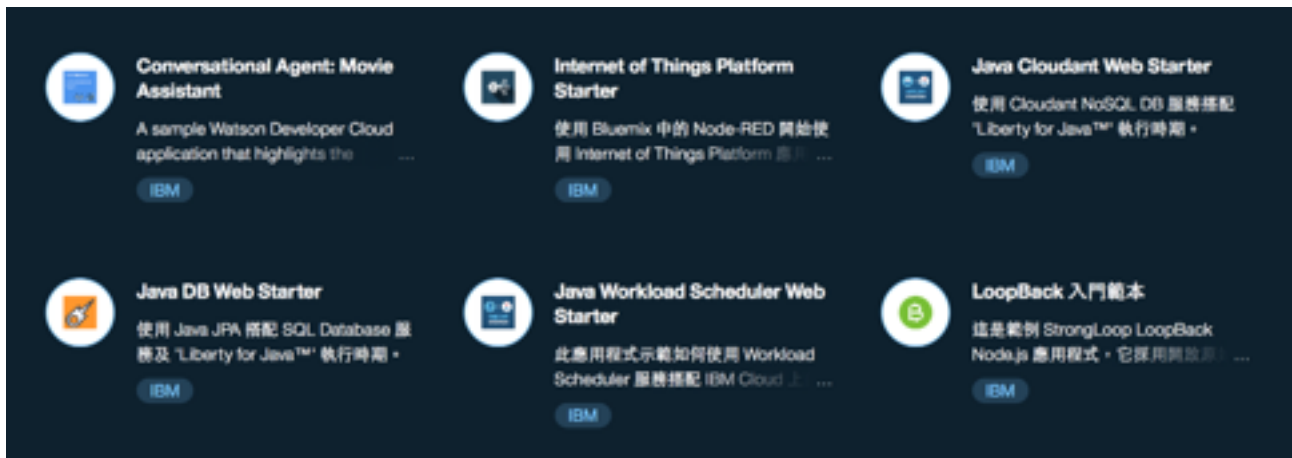 Conversational Agent: Movie
Assistant
A sample Watson Developer Cloud
application that highlights the ...
IBM
Internet of Things Platform
Starter
使用 Bluemix 中的 Node-RED 開始使
用 Internet of Things Platform 應用 ...
IBM
Java Cloudant Web Starter
使用 Cloudant NoSQL DB 服務搭配
"Liberty for Java™" 執行時期。
IBM
Java DB Web Starter
使用 Java JPA 搭配 SQL Database 服
務及 "Liberty for Java™" 執行時期。
IBM
Java Workload Scheduler Web
Starter
此應用程式示範如何使用 Workload
Scheduler 服務搭配 IBM Cloud 上 ...
IBM
LoopBack 入門範本
這是範例 StrongLoop LoopBack
Node.js 應用程式。它採用開放原 ...
IBM